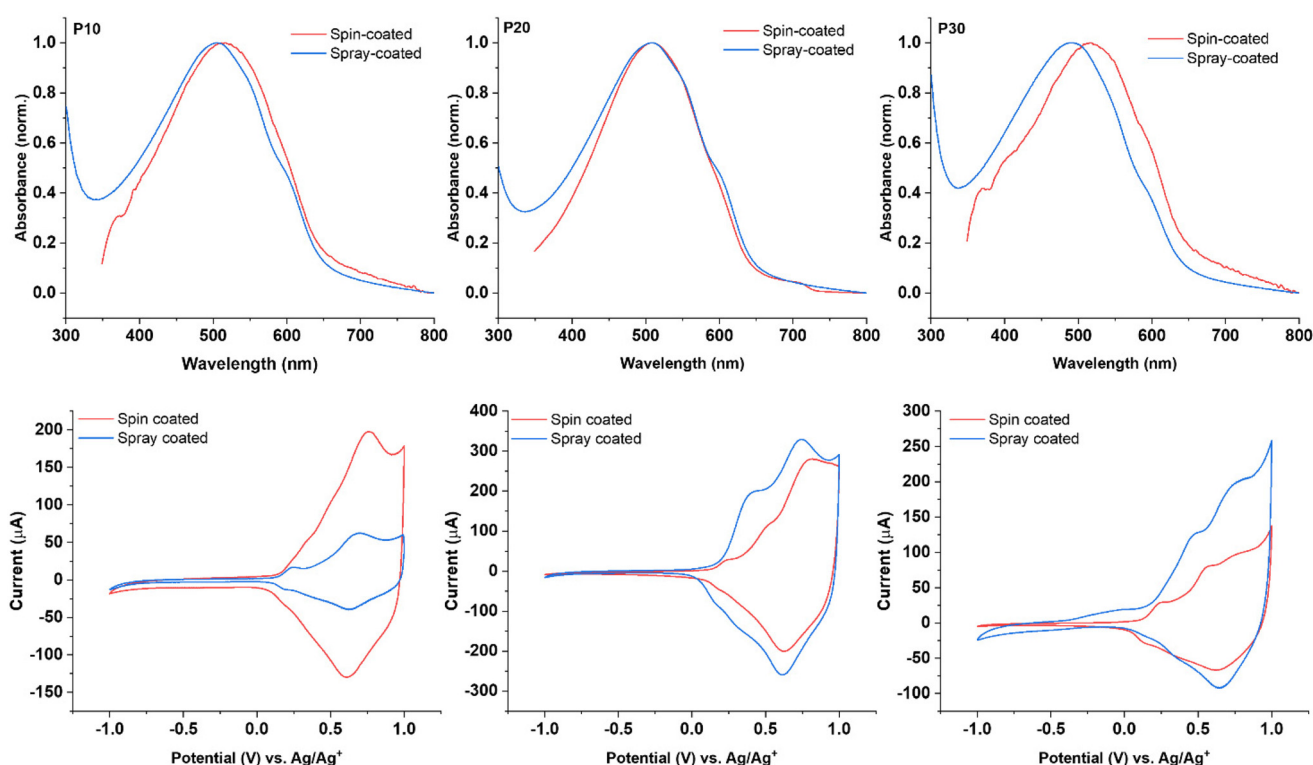 P10
Spin-coated
Spray-coated
1.0
0.8
0.6
0.4
0.2
0.0
Absorbance (norm.)
300 400 500 600 700 800
Wavelength (nm)
P20
Spin-coated
Spray-coated
1.0
0.8
0.6
0.4
0.2
0.0
Absorbance (norm.)
300 400 500 600 700 800
Wavelength (nm)
P30
Spin-coated
Spray-coated
1.0
0.8
0.6
0.4
0.2
0.0
Absorbance (norm.)
300 400 500 600 700 800
Wavelength (nm)
Spin coated
Spray coated
200
150
100
50
0
-50
-100
-150
Current (μA)
-1.0 -0.5 0.0 0.5 1.0
Potential (V) vs. Ag/Ag⁺
Spin coated
Spray coated
400
300
200
100
0
-100
-200
-300
Current (μA)
-1.0 -0.5 0.0 0.5 1.0
Potential (V) vs. Ag/Ag⁺
Spin coated
Spray coated
300
250
200
150
100
50
0
-50
-100
Current (μA)
-1.0 -0.5 0.0 0.5 1.0
Potential (V) vs. Ag/Ag⁺